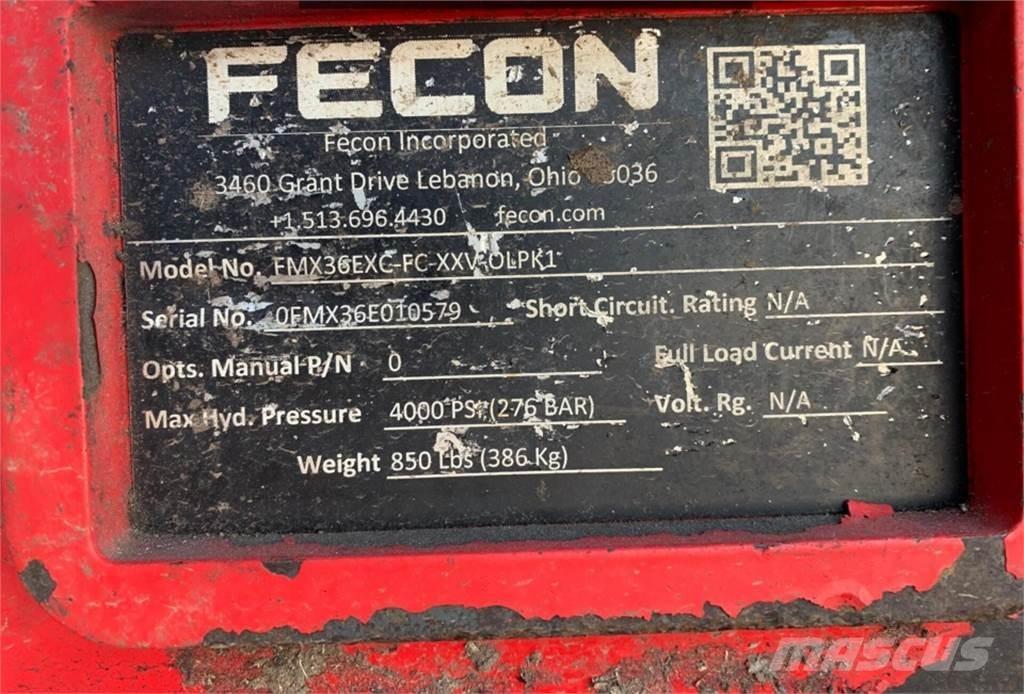 FECON
Fecon Incorporated
3460 Grant Drive Lebanon, Ohio
+1.513.696.4430 fecon.com
Model No. FMX36EXC-FC-XXV-OLPK1
Serial No. 0FMX36E010579 Short Circuit. Rating N/A
Opts. Manual P/N 0 Full Load Current N/A
Max Hyd. Pressure 4000 PSI (276 BAR) Volt. Rg. N/A
Weight 850 Lbs (386 Kg)
MASCUS